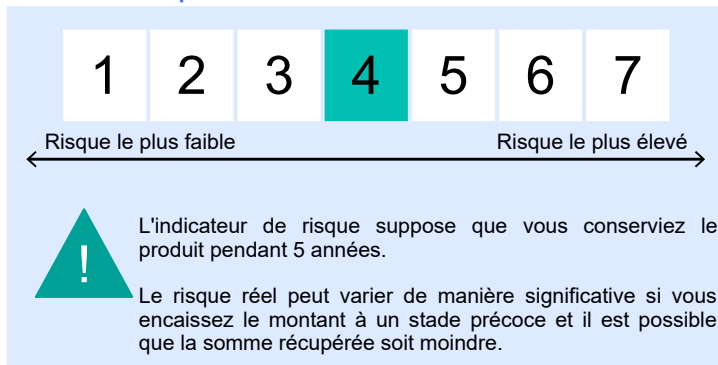 1 2 3 4 5 6 7
Risque le plus faible Risque le plus élevé
!
L'indicateur de risque suppose que vous conserviez le
produit pendant 5 années.
Le risque réel peut varier de manière significative si vous
encaissez le montant à un stade précoce et il est possible
que la somme récupérée soit moindre.